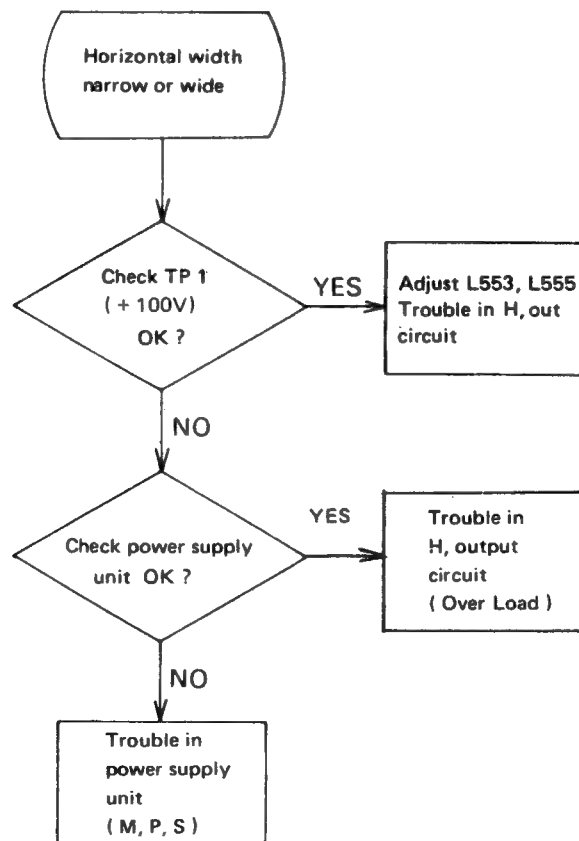 Horizontal width
narrow or wide
Check TP 1
(+100V)
OK ?
YES
Adjust L553, L555
Trouble in H, out
circuit
NO
Check power supply
unit OK ?
YES
Trouble in
H, output
circuit
( Over Load )
NO
Trouble in
power supply
unit
( M, P, S )